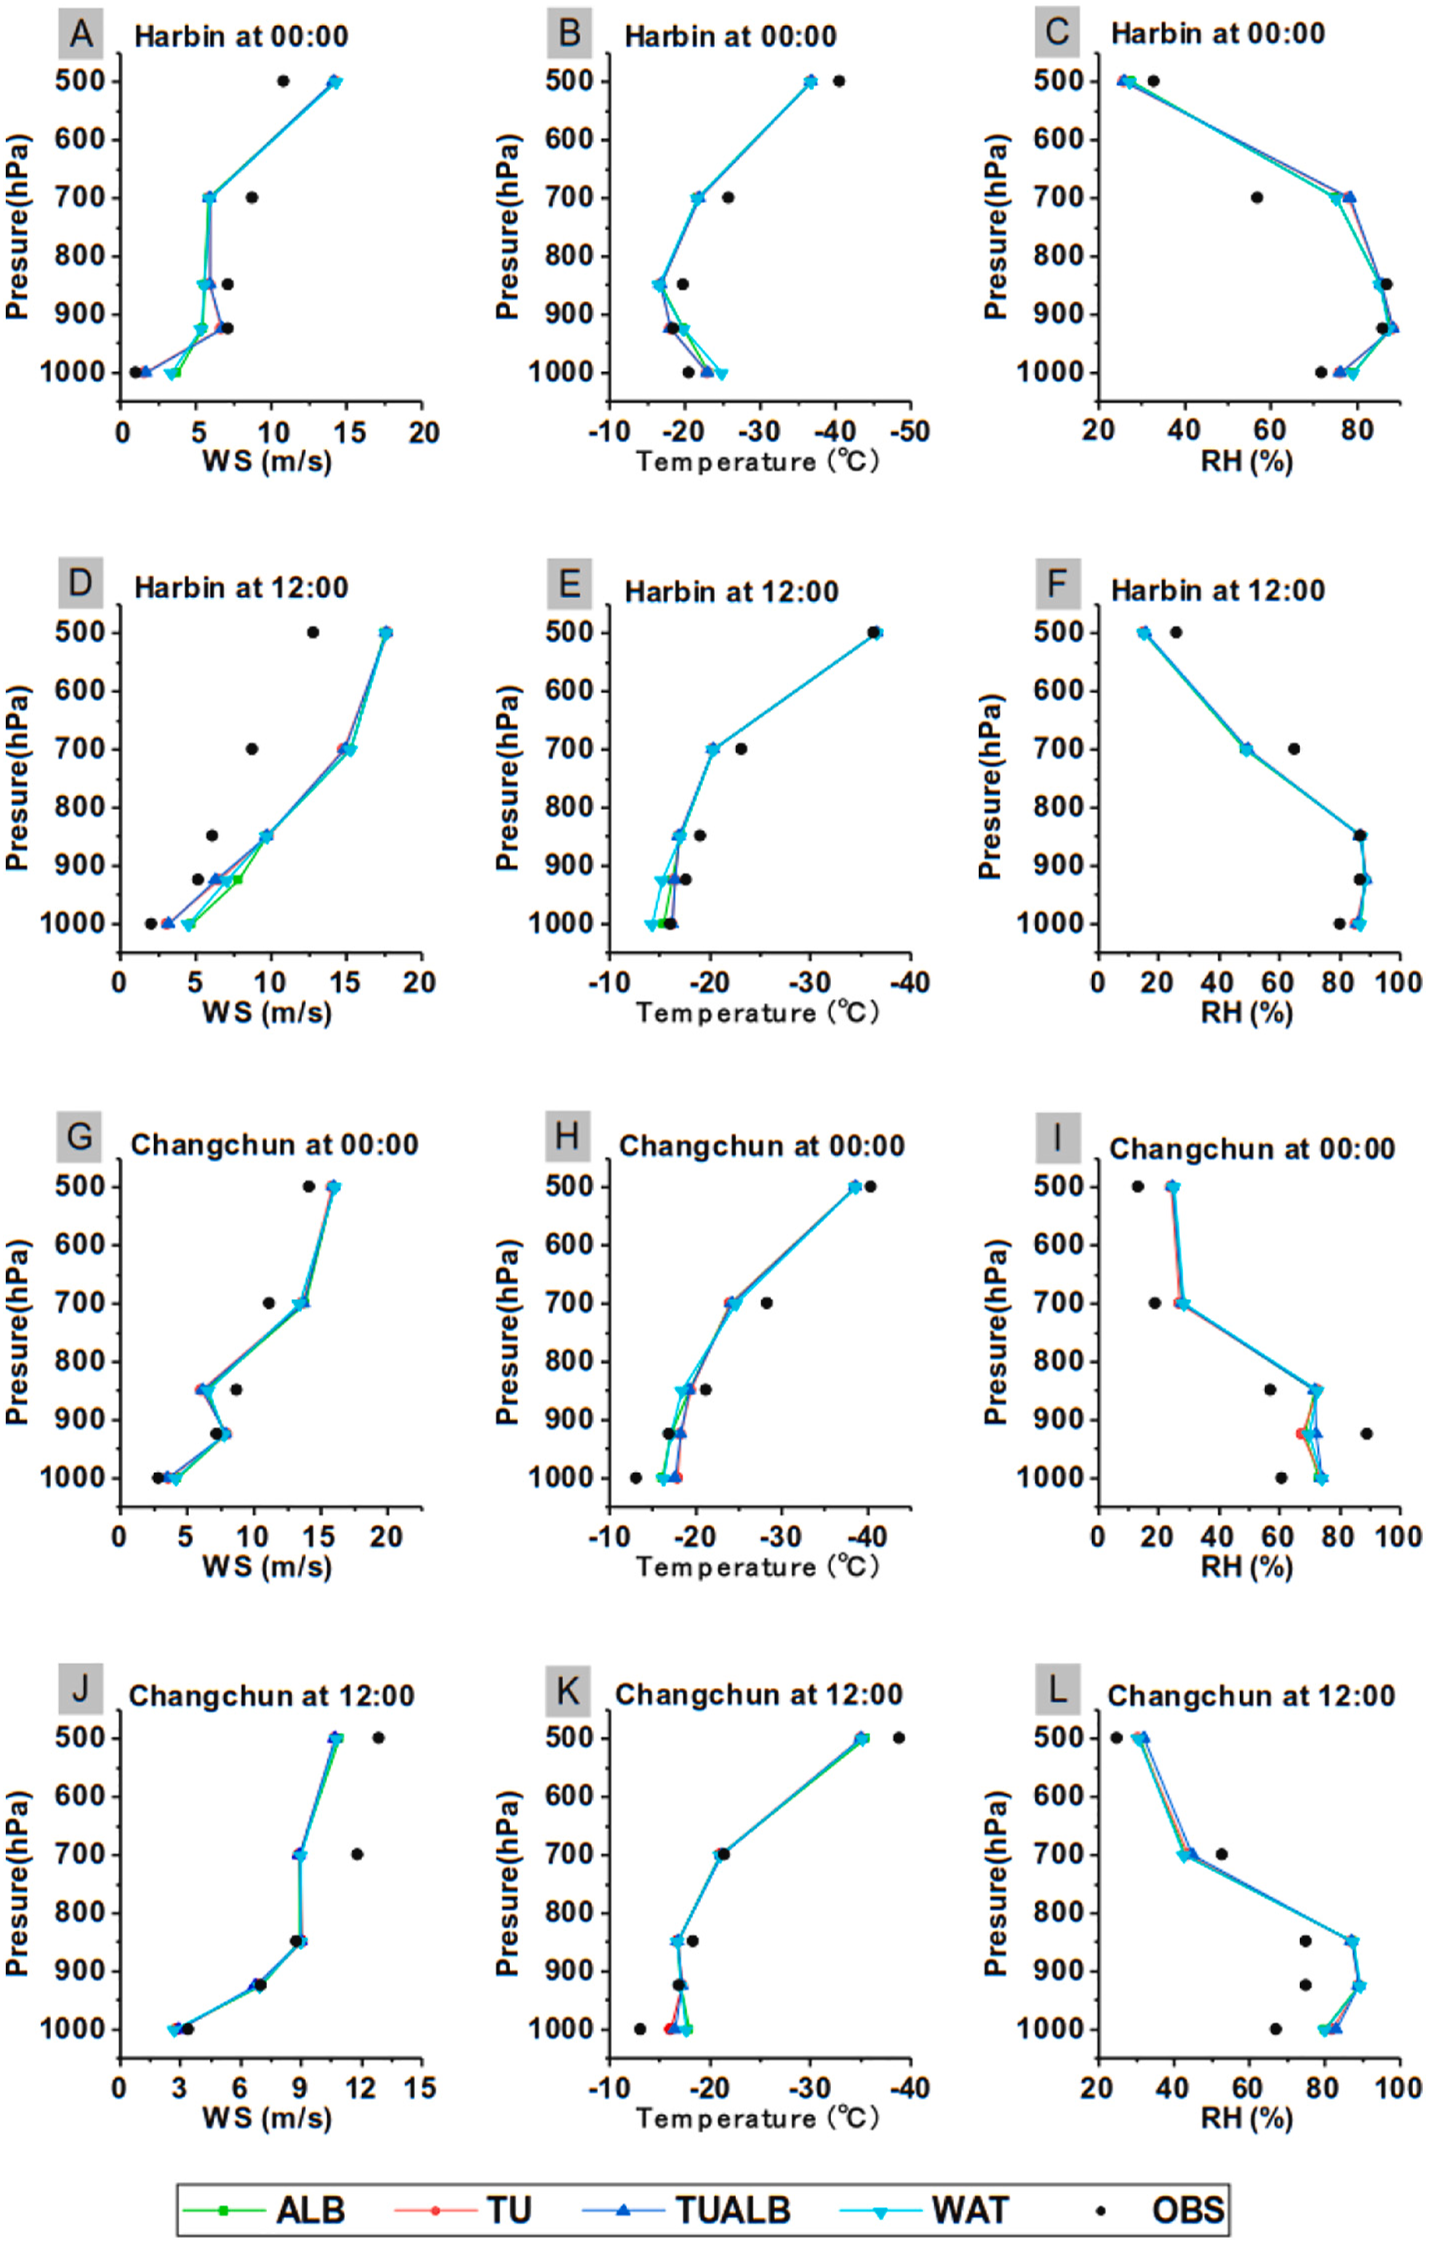 A Harbin at 00:00
500
600
700
800
900
1000
Presure(hPa)
0 5 10 15 20
WS (m/s)
B Harbin at 00:00
500
600
700
800
900
1000
Presure(hPa)
-10 -20 -30 -40 -50
Temperature (℃)
C Harbin at 00:00
500
600
700
800
900
1000
Presure(hPa)
20 40 60 80
RH (%)
D Harbin at 12:00
500
600
700
800
900
1000
Presure(hPa)
0 5 10 15 20
WS (m/s)
E Harbin at 12:00
500
600
700
800
900
1000
Presure(hPa)
-10 -20 -30 -40
Temperature (℃)
F Harbin at 12:00
500
600
700
800
900
1000
Presure(hPa)
0 20 40 60 80 100
RH (%)
G Changchun at 00:00
500
600
700
800
900
1000
Presure(hPa)
0 5 10 15 20
WS (m/s)
H Changchun at 00:00
500
600
700
800
900
1000
Presure(hPa)
-10 -20 -30 -40
Temperature (℃)
I Changchun at 00:00
500
600
700
800
900
1000
Presure(hPa)
0 20 40 60 80 100
RH (%)
J Changchun at 12:00
500
600
700
800
900
1000
Presure(hPa)
0 3 6 9 12 15
WS (m/s)
K Changchun at 12:00
500
600
700
800
900
1000
Presure(hPa)
-10 -20 -30 -40
Temperature (℃)
L Changchun at 12:00
500
600
700
800
900
1000
Presure(hPa)
20 40 60 80 100
RH (%)
ALB TU TUALB WAT OBS